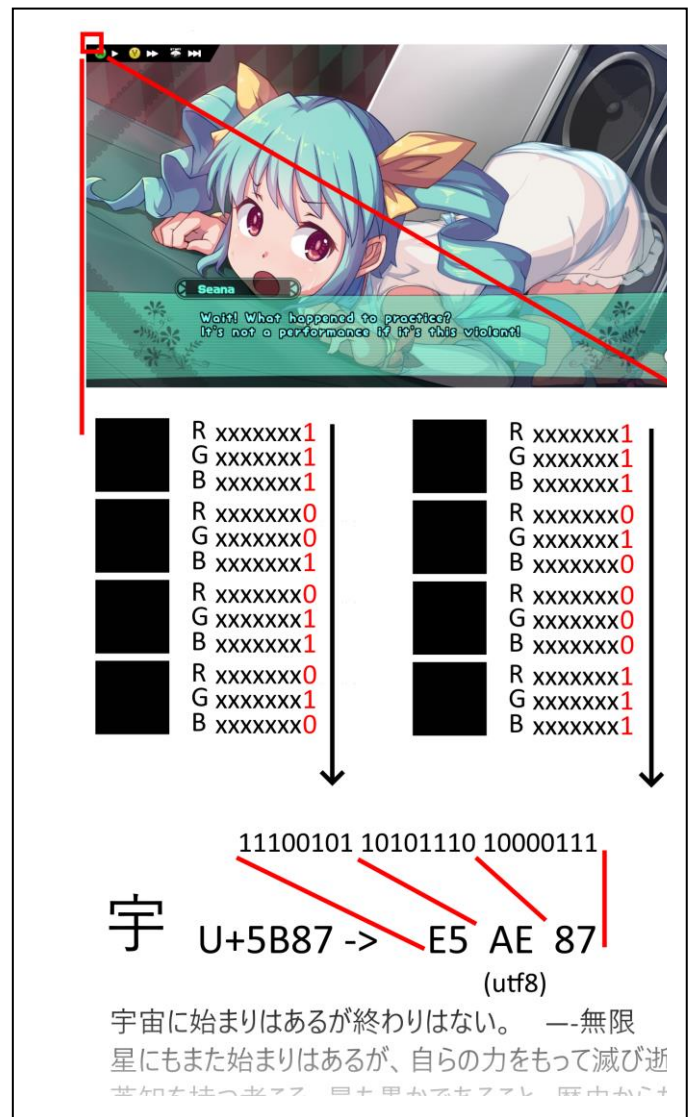 Seana
Wait! What happened to practice?
It's not a performance if it's this violent!
R xxxxxxx1
G xxxxxxx1
B xxxxxxx1
R xxxxxxx0
G xxxxxxx0
B xxxxxxx1
R xxxxxxx0
G xxxxxxx1
B xxxxxxx1
R xxxxxxx0
G xxxxxxx1
B xxxxxxx0
R xxxxxxx1
G xxxxxxx1
B xxxxxxx1
R xxxxxxx0
G xxxxxxx1
B xxxxxxx0
R xxxxxxx0
G xxxxxxx0
B xxxxxxx0
R xxxxxxx1
G xxxxxxx1
B xxxxxxx1
11100101 10101110 10000111
宇 U+5B87 -> E5 AE 87
(utf8)
宇宙に始まりはあるが終わりはない。 —-無限
星にもまた始まりはあるが、自らの力をもって滅び逝